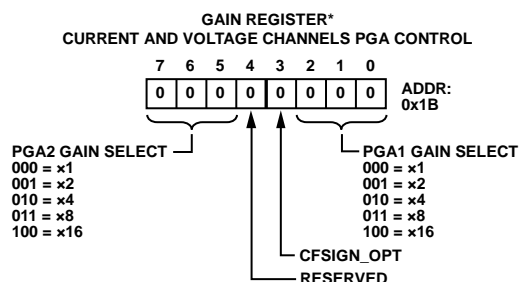 GAIN REGISTER*
CURRENT AND VOLTAGE CHANNELS PGA CONTROL
7 6 5 4 3 2 1 0
0 0 0 0 0 0 0 0
ADDR:
0x1B
PGA2 GAIN SELECT
000 = ×1
001 = ×2
010 = ×4
011 = ×8
100 = ×16
PGA1 GAIN SELECT
000 = ×1
001 = ×2
010 = ×4
011 = ×8
100 = ×16
CFSIGN_OPT
RESERVED